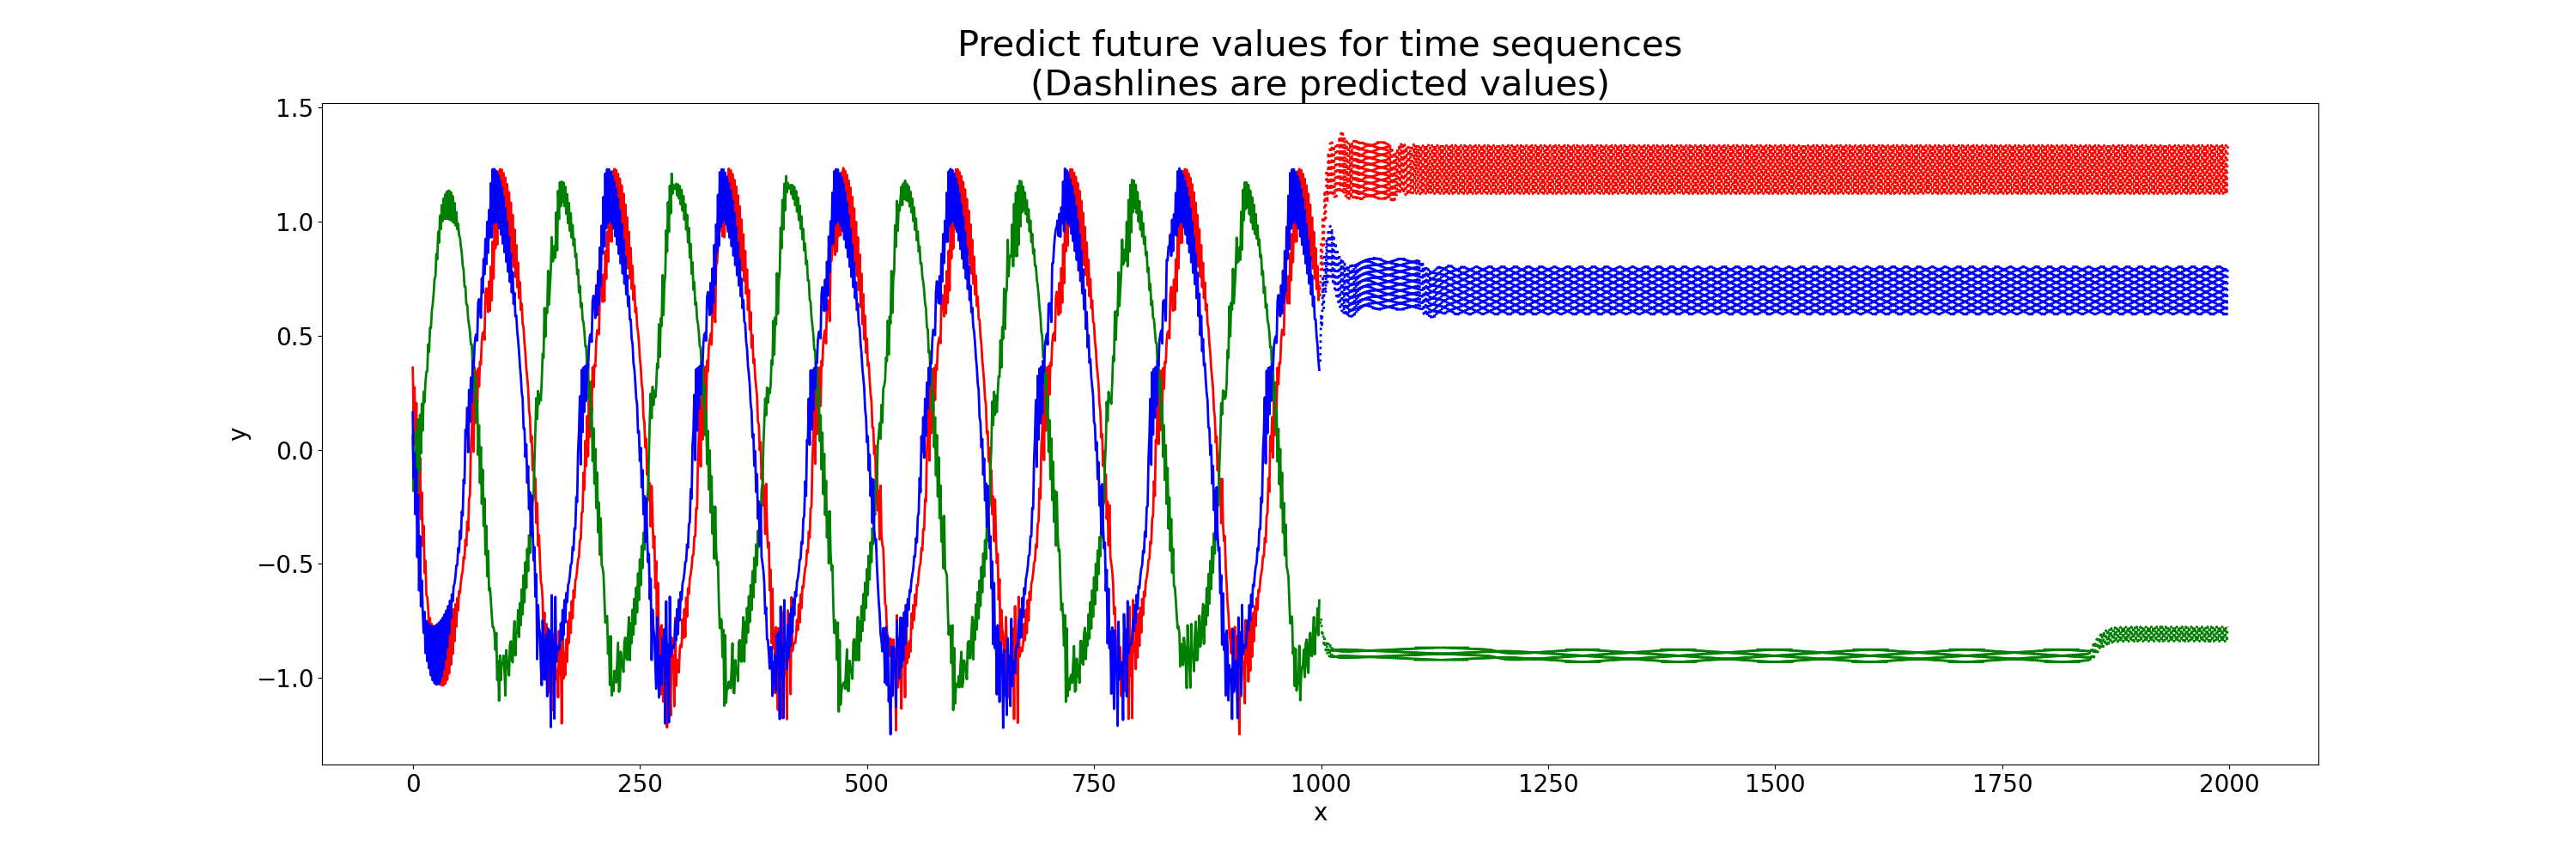 Predict future values for time sequences
(Dashlines are predicted values)
1.5
1.0
0.5
0.0
−0.5
−1.0
y
0 250 500 750 1000 1250 1500 1750 2000
x